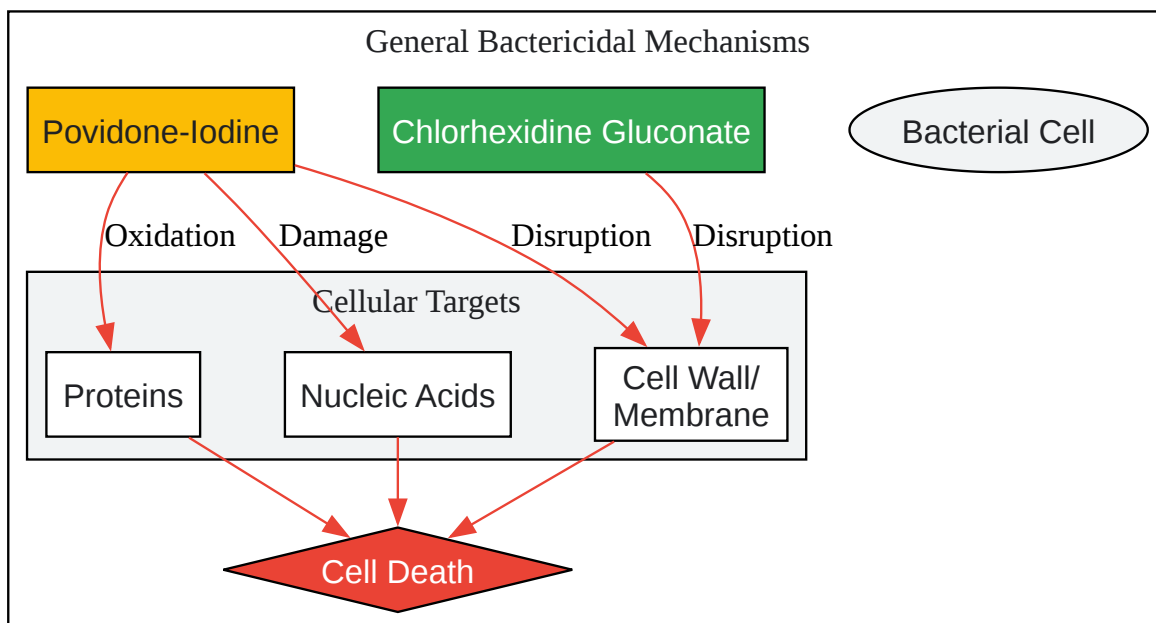 General Bactericidal Mechanisms
Povidone-Iodine
Chlorhexidine Gluconate
Bacterial Cell
Oxidation
Damage
Disruption
Disruption
Cellular Targets
Proteins
Nucleic Acids
Cell Wall/
Membrane
Cell Death